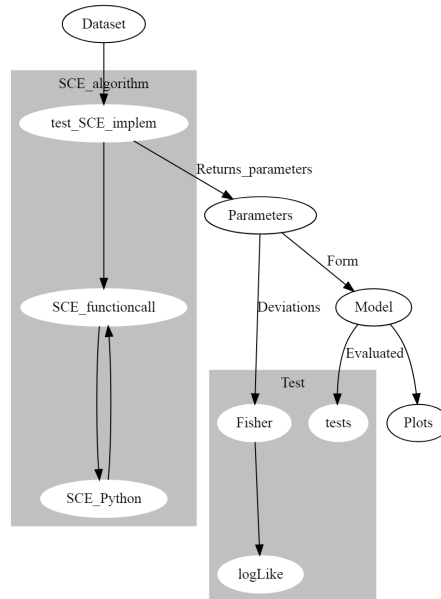 Dataset
SCE_algorithm
test_SCE_implem
Returns_parameters
Parameters
Form
SCE_functioncall
Deviations
Model
Evaluated
Test
Fisher
tests
Plots
SCE_Python
logLike